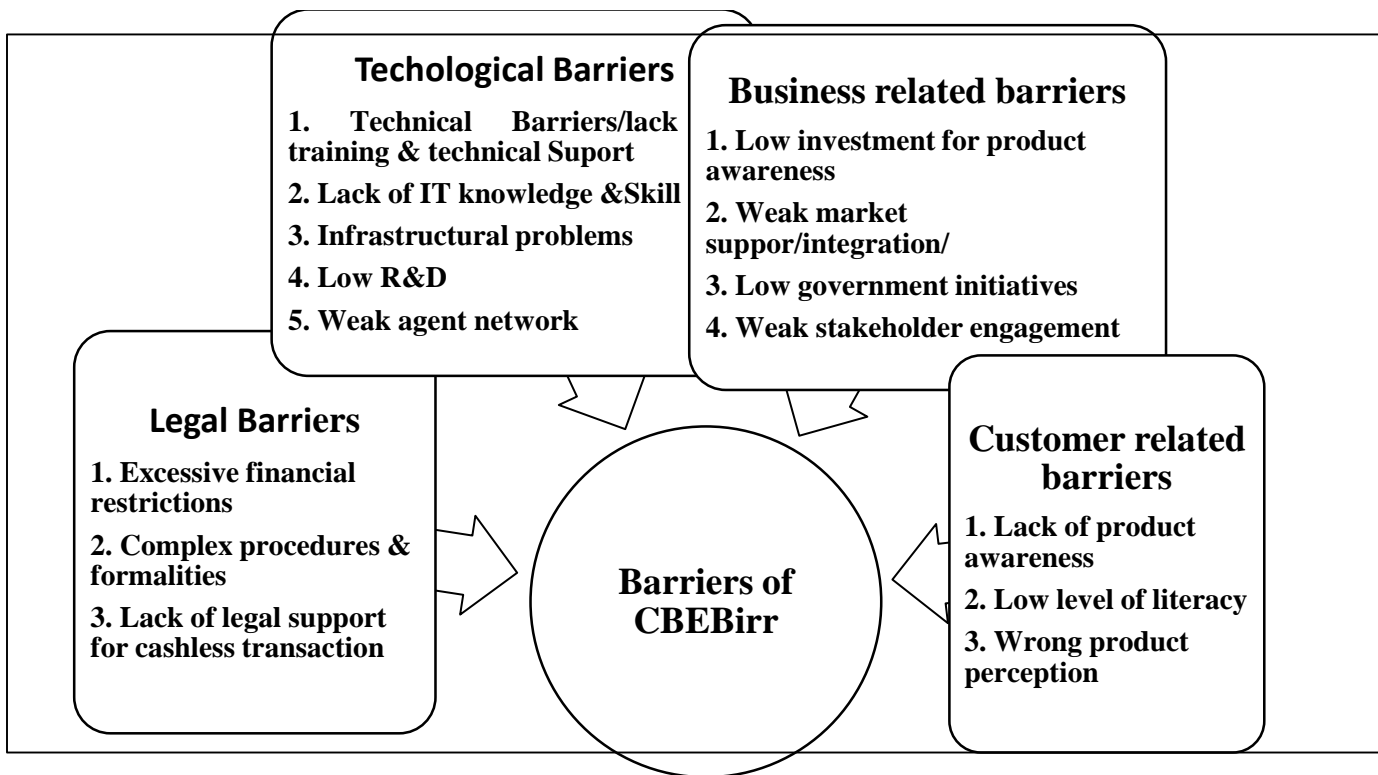 Techological Barriers
1. Technical Barriers/lack
training & technical Suport
2. Lack of IT knowledge &Skill
3. Infrastructural problems
4. Low R&D
5. Weak agent network
Business related barriers
1. Low investment for product
awareness
2. Weak market
suppor/integration/
3. Low government initiatives
4. Weak stakeholder engagement
Legal Barriers
1. Excessive financial
restrictions
2. Complex procedures &
formalities
3. Lack of legal support
for cashless transaction
Customer related
barriers
1. Lack of product
awareness
2. Low level of literacy
3. Wrong product
perception
Barriers of
CBEBirr